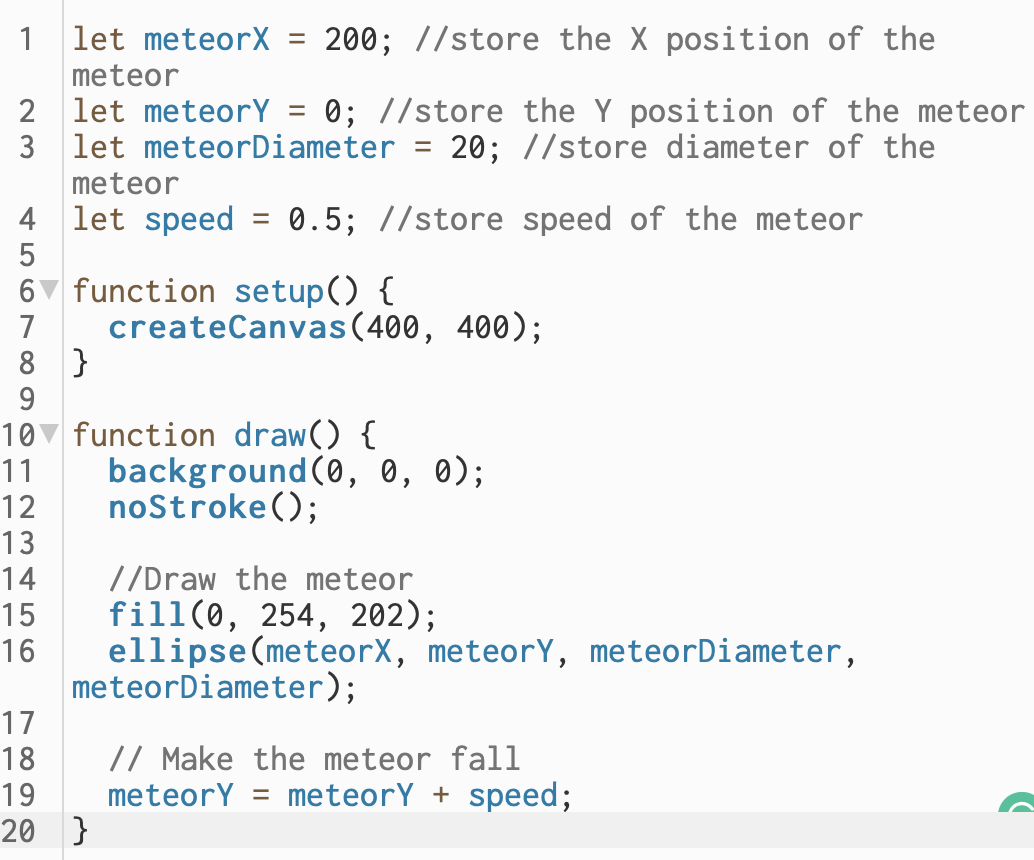 1 let meteorX = 200; //store the X position of the
meteor
2 let meteorY = 0; //store the Y position of the meteor
3 let meteorDiameter = 20; //store diameter of the
meteor
4 let speed = 0.5; //store speed of the meteor
5
6 function setup() {
7   createCanvas(400, 400);
8 }
9
10 function draw() {
11   background(0, 0, 0);
12   noStroke();
13
14   //Draw the meteor
15   fill(0, 254, 202);
16   ellipse(meteorX, meteorY, meteorDiameter,
meteorDiameter);
17
18   // Make the meteor fall
19   meteorY = meteorY + speed;
20 }